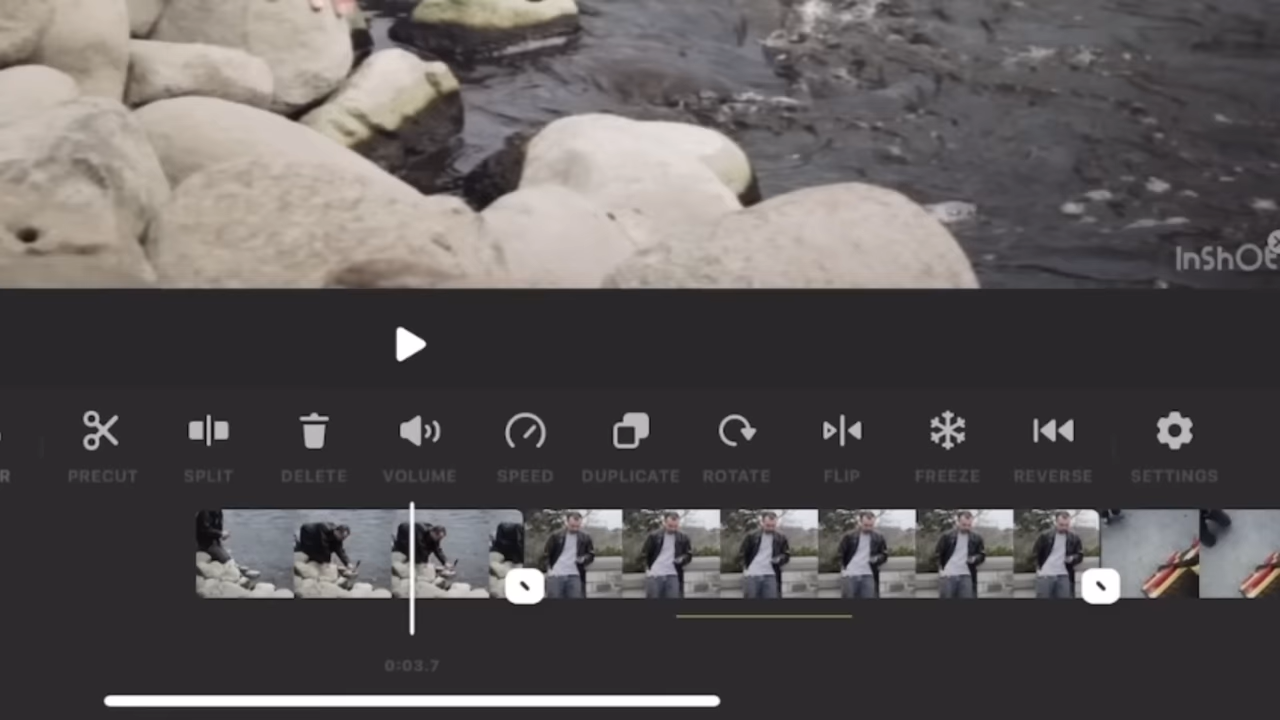 InShOt
R PRECUT SPLIT DELETE VOLUME SPEED DUPLICATE ROTATE FLIP FREEZE REVERSE SETTINGS
0:03.7